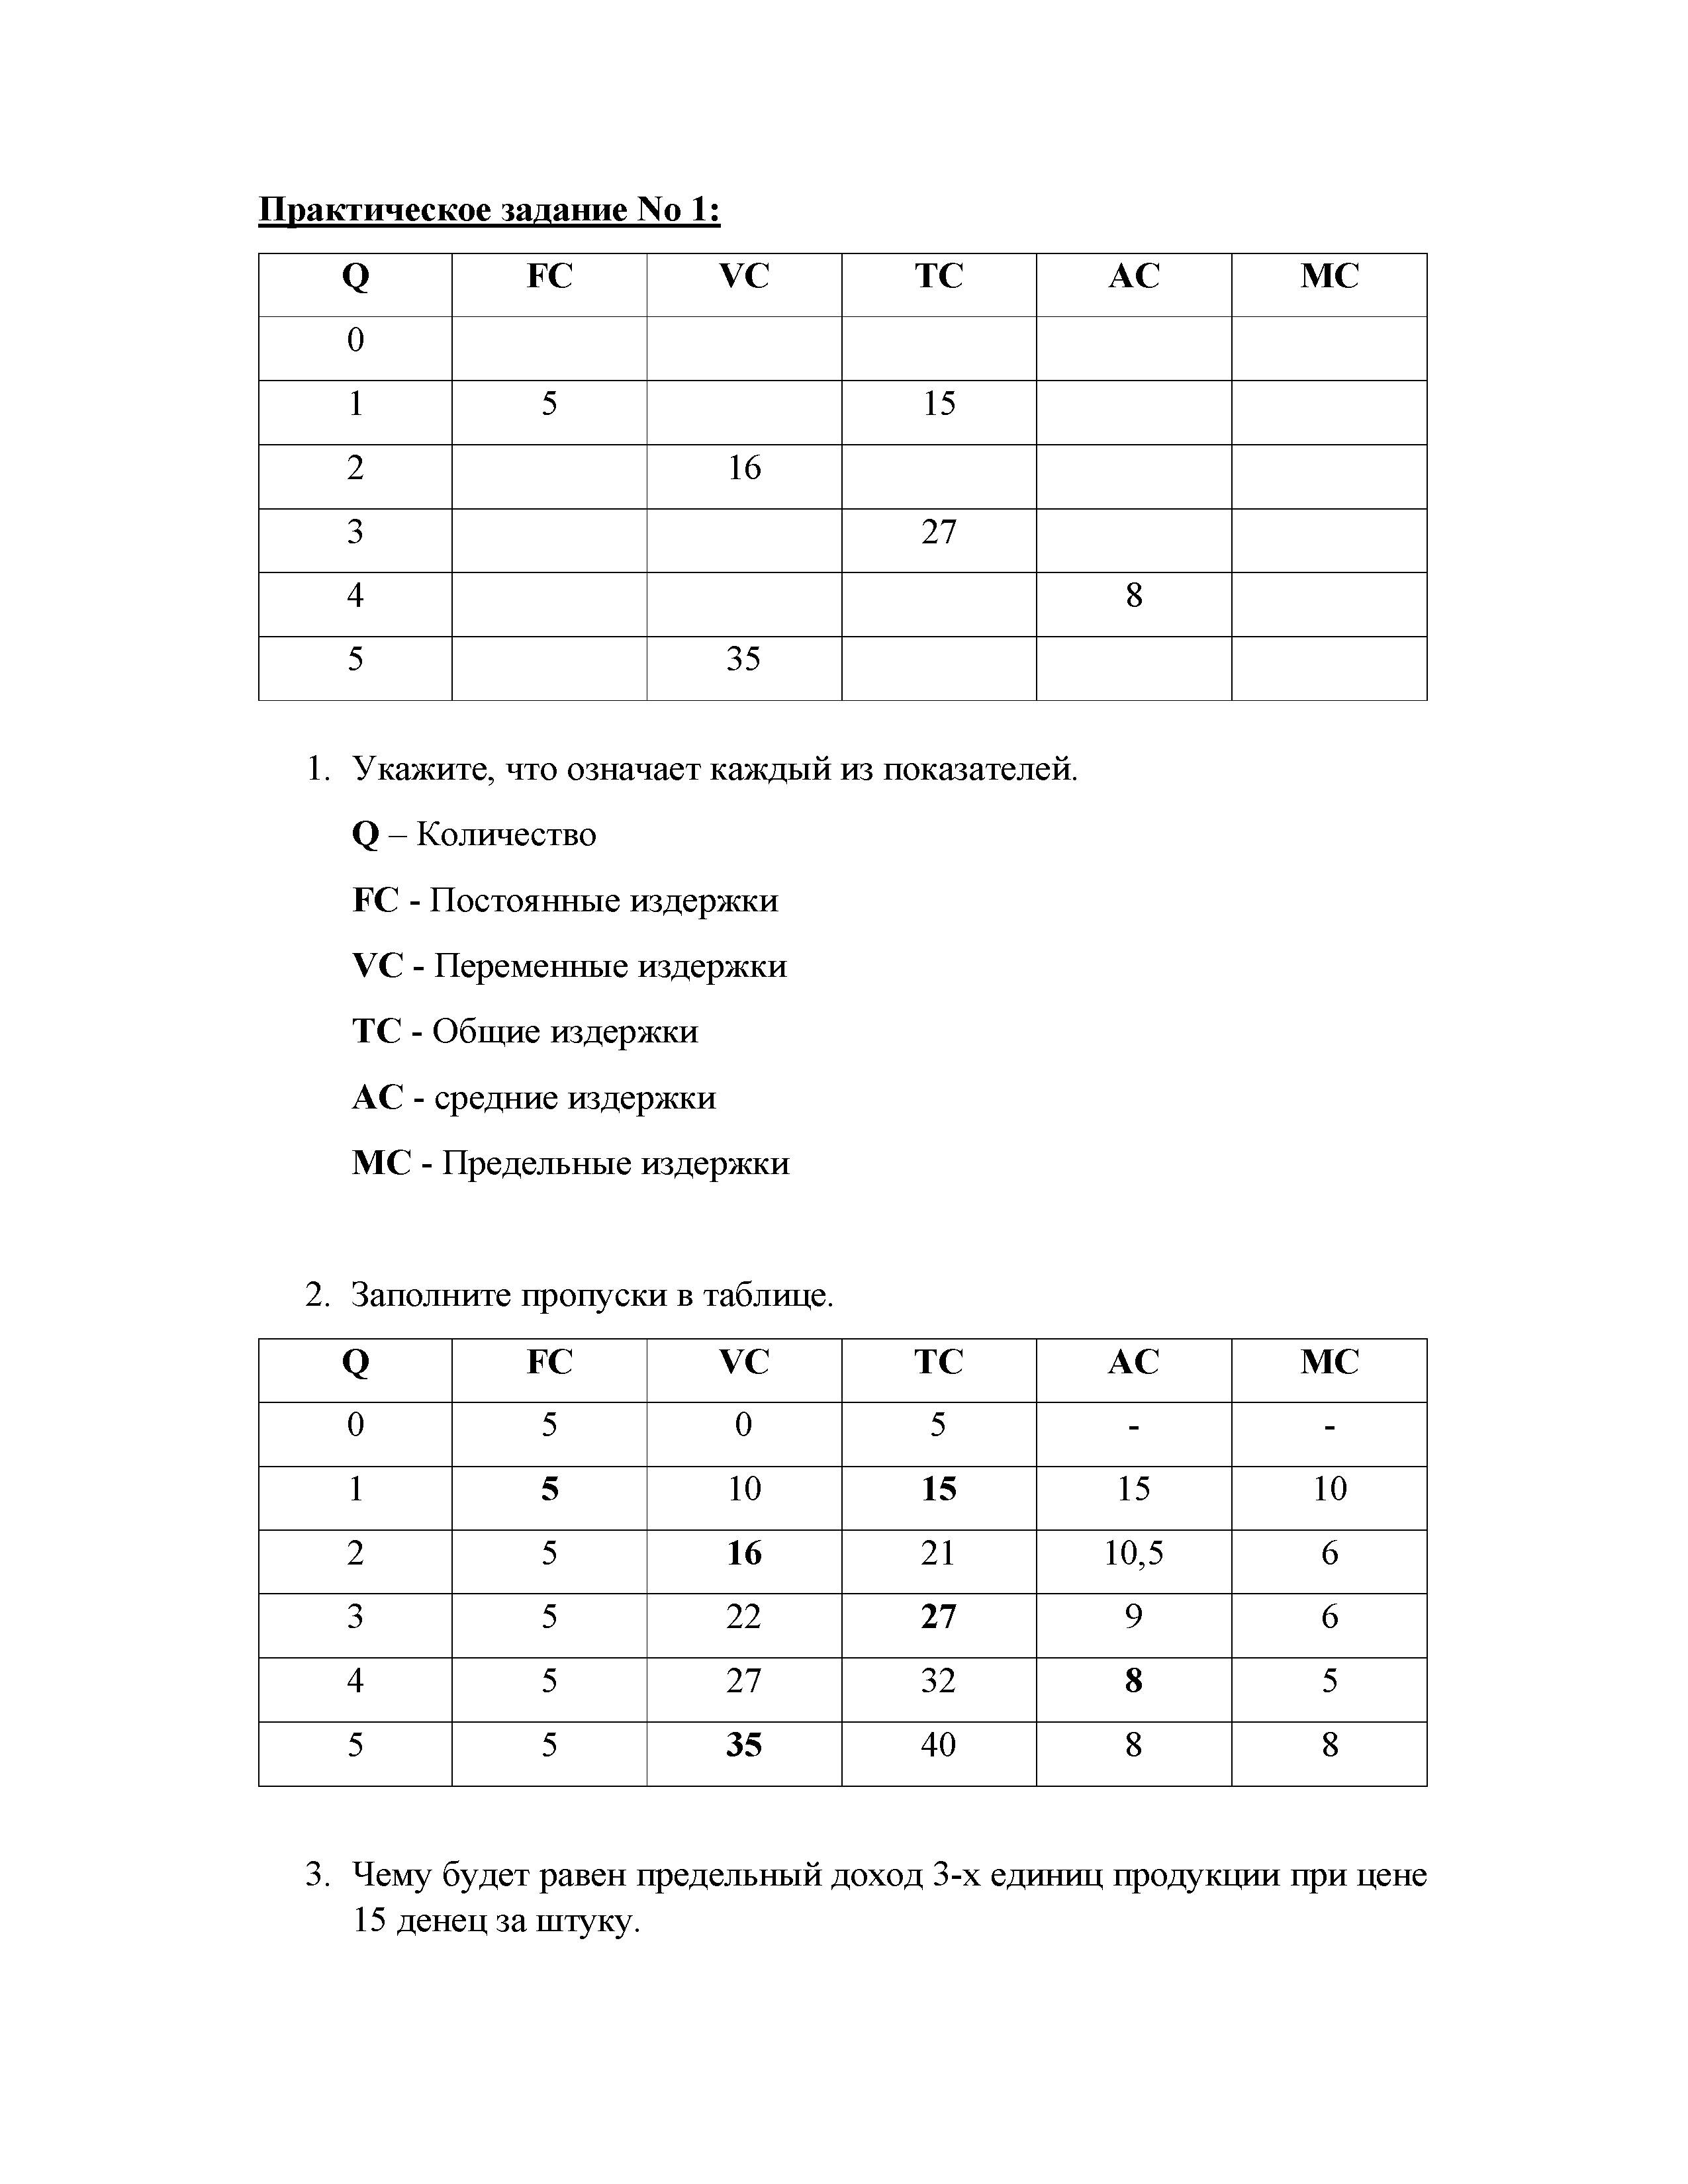 Практическое задание No 1:
Q FC VC TC AC MC
0
1 5 15
2 16
3 27
4 8
5 35
1. Укажите, что означает каждый из показателей.
Q – Количество
FC - Постоянные издержки
VC - Переменные издержки
TC - Общие издержки
AC - средние издержки
MC - Предельные издержки
2. Заполните пропуски в таблице.
Q FC VC TC AC MC
0 5 0 5 - -
1 5 10 15 15 10
2 5 16 21 10,5 6
3 5 22 27 9 6
4 5 27 32 8 5
5 5 35 40 8 8
3. Чему будет равен предельный доход 3-х единиц продукции при цене
15 денец за штуку.